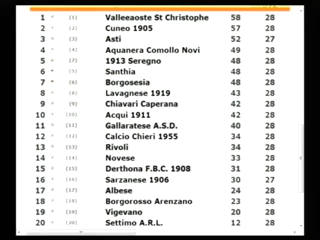 1 [1] Valleeaoste St Christophe 58 28
2 [2] Cuneo 1905 57 28
3 [3] Asti 52 27
4 [4] Aquanera Comollo Novi 49 28
5 [7] 1913 Seregno 48 28
6 [5] Santhia 48 28
7 [6] Borgosesia 48 28
8 [8] Lavagnese 1919 43 28
9 [9] Chiavari Caperana 42 28
10 [10] Acqui 1911 42 28
11 [11] Gallaratese A.S.D. 40 28
12 [12] Calcio Chieri 1955 34 28
13 [13] Rivoli 34 28
14 [14] Novese 33 28
15 [15] Derthona F.B.C. 1908 31 28
16 [16] Sarzanese 1906 30 27
17 [17] Albese 24 28
18 [18] Borgorosso Arenzano 23 28
19 [19] Vigevano 20 28
20 [20] Settimo A.R.L. 12 28